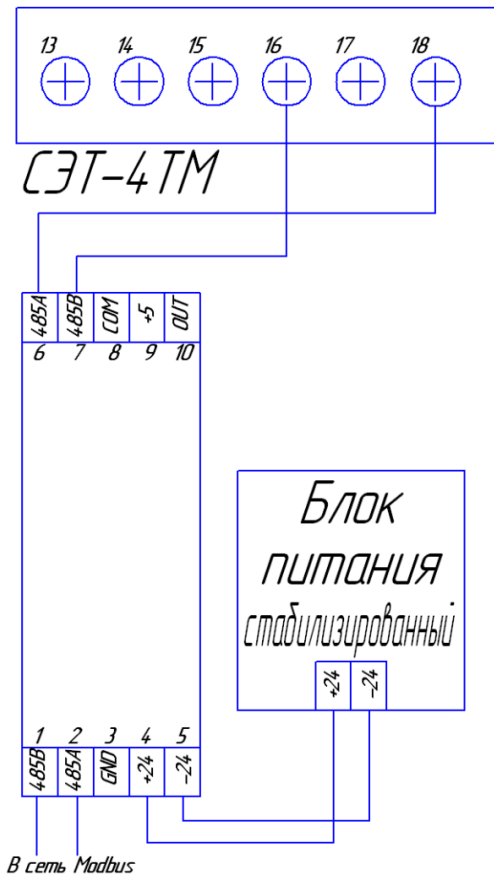 13 14 15 16 17 18
СЭТ-4ТМ
485A 485B COM +5 OUT
6 7 8 9 10
Блок
питания
стабилизированный
+24 -24
1 2 3 4 5
485B 485A GND +24 -24
В сеть Modbus